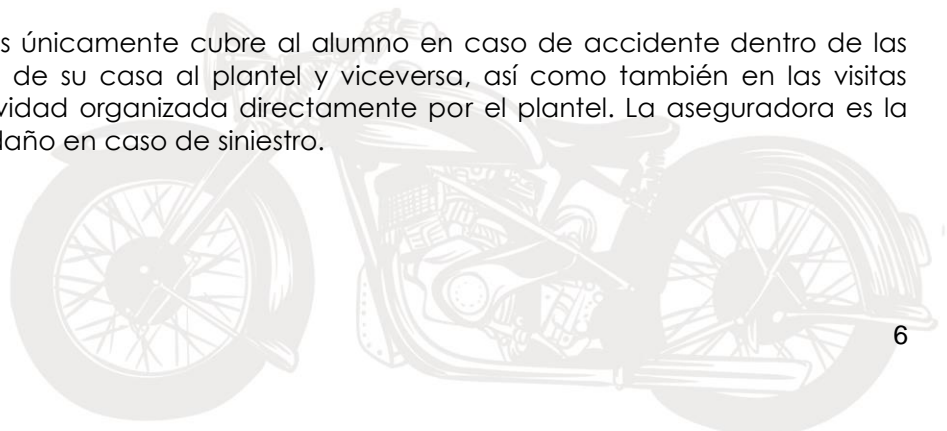 s únicamente cubre al alumno en caso de accidente dentro de las
de su casa al plantel y viceversa, así como también en las visitas
vidad organizada directamente por el plantel. La aseguradora es la
daño en caso de siniestro.
6